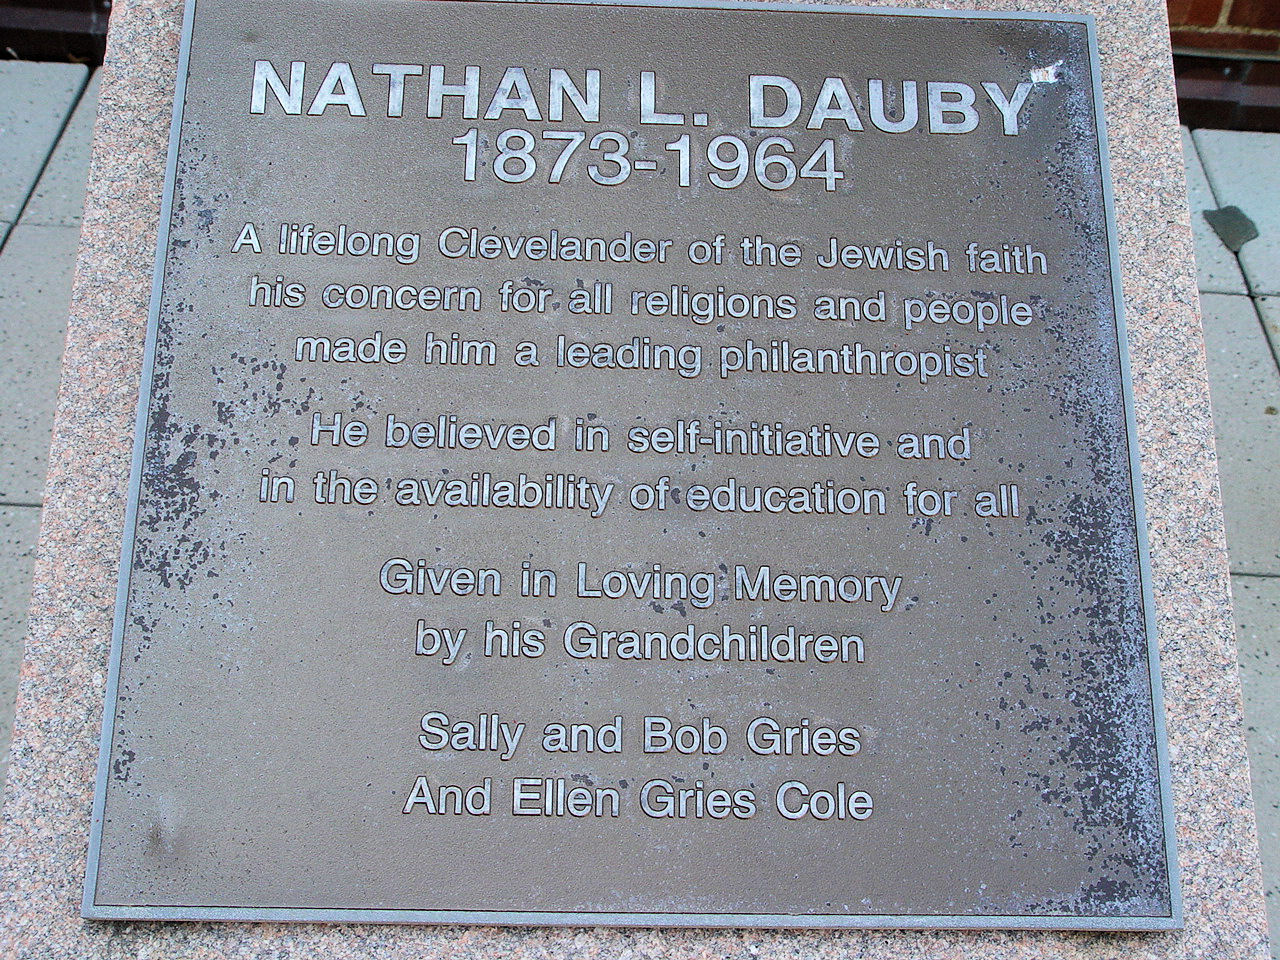 NATHAN L. DAUBY
1873-1964
A lifelong Clevelander of the Jewish faith
his concern for all religions and people
made him a leading philanthropist
He believed in self-initiative and
in the availability of education for all
Given in Loving Memory
by his Grandchildren
Sally and Bob Gries
And Ellen Gries Cole